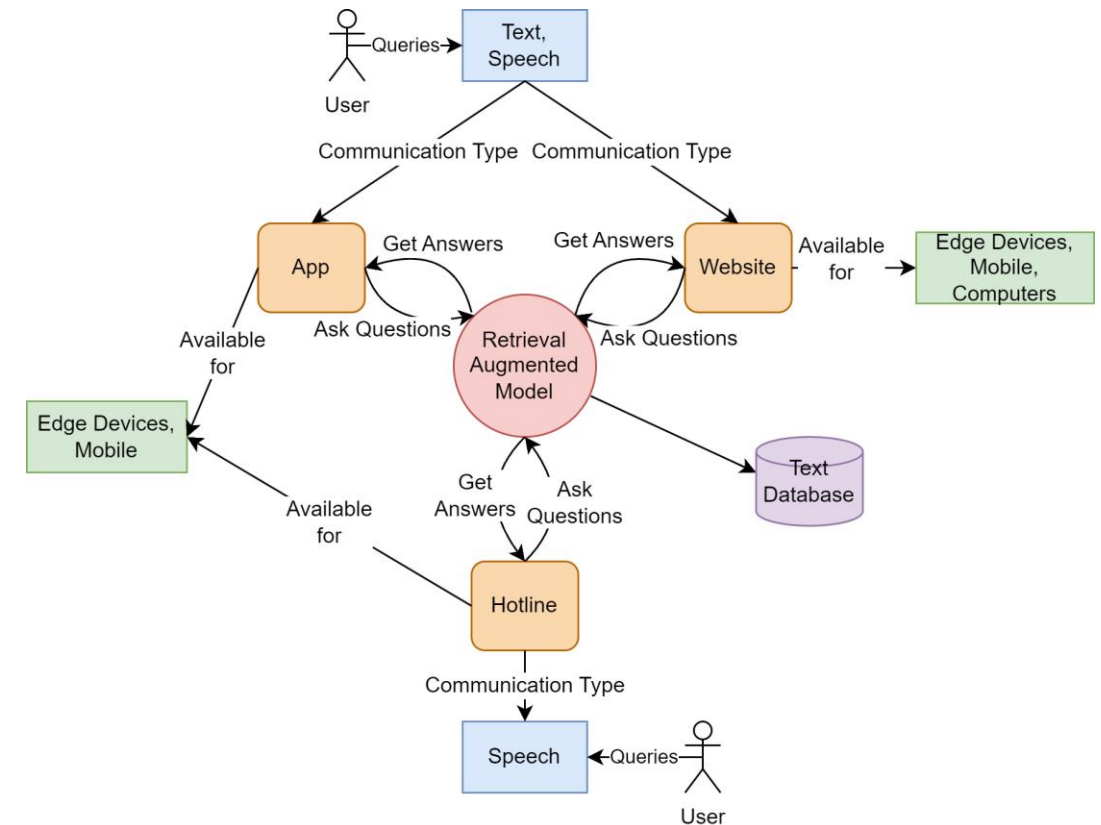 Queries
Text,
Speech
User
Communication Type
Communication Type
App
Get Answers
Ask Questions
Get Answers
Ask Questions
Website
Available
for
Edge Devices,
Mobile,
Computers
Retrieval
Augmented
Model
Available
for
Edge Devices,
Mobile
Text
Database
Get
Answers
Ask
Questions
Available
for
Hotline
Communication Type
Speech
Queries
User